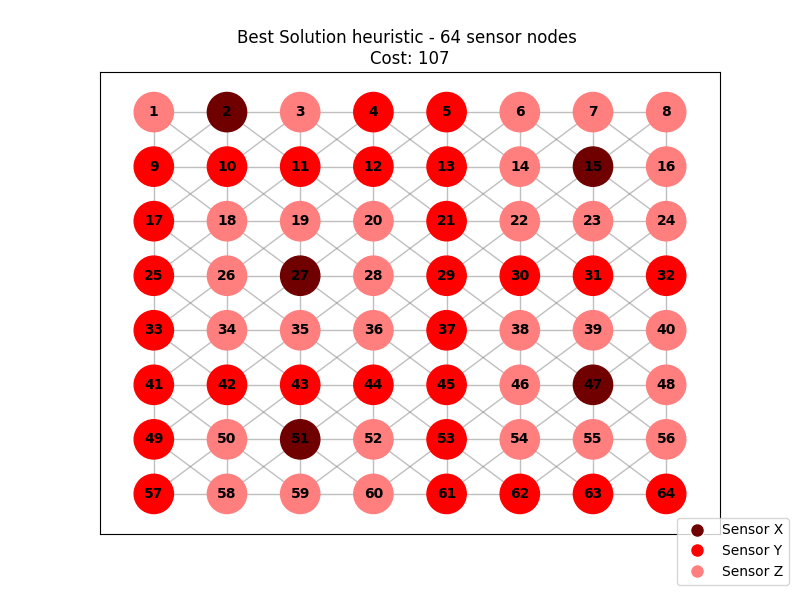 Best Solution heuristic - 64 sensor nodes
Cost: 107
1 2 3 4 5 6 7 8
9 10 11 12 13 14 15 16
17 18 19 20 21 22 23 24
25 26 27 28 29 30 31 32
33 34 35 36 37 38 39 40
41 42 43 44 45 46 47 48
49 50 51 52 53 54 55 56
57 58 59 60 61 62 63 64
Sensor X
Sensor Y
Sensor Z